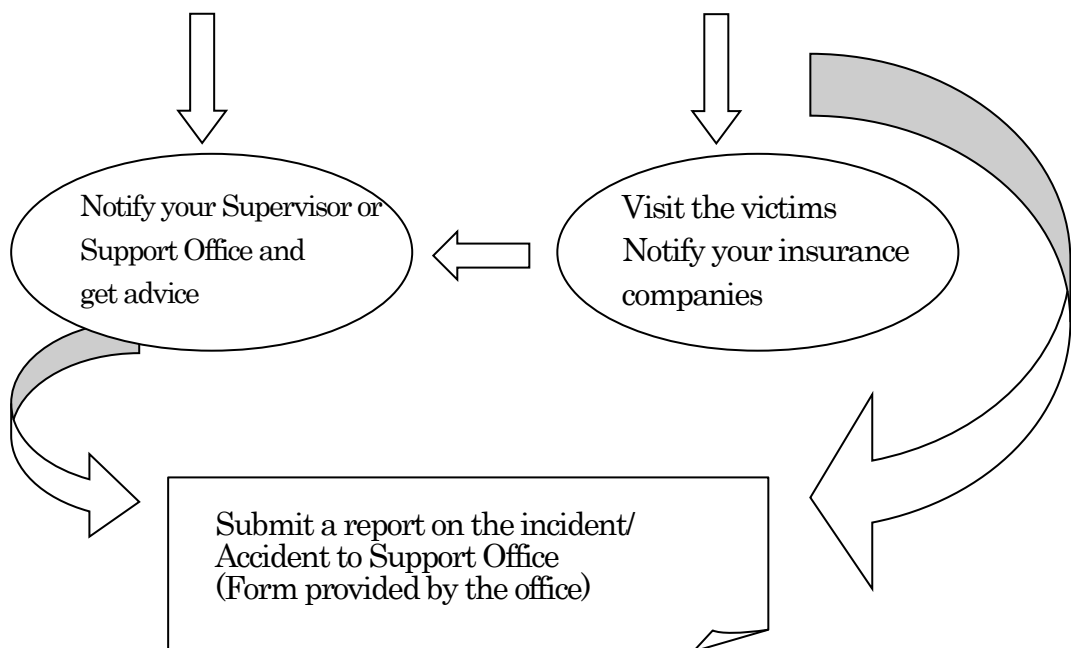 Notify your Supervisor or
Support Office and
get advice
Visit the victims
Notify your insurance
companies
Submit a report on the incident/
Accident to Support Office
(Form provided by the office)